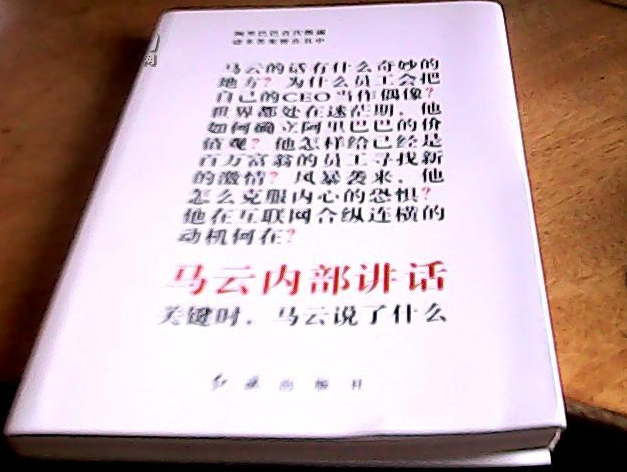 马云的话有什么奇妙的
地方？为什么员工会把
自己的CEO当作偶像？
世界都处在迷茫期，他
如何确立阿里巴巴的价
值观？他怎样给已经是
百万富翁的员工寻找新
的激情？风暴袭来，他
怎么克服内心的恐惧？
他在互联网合纵连横的
动机何在？
马云内部讲话
关键时，马云说了什么
红旗出版社